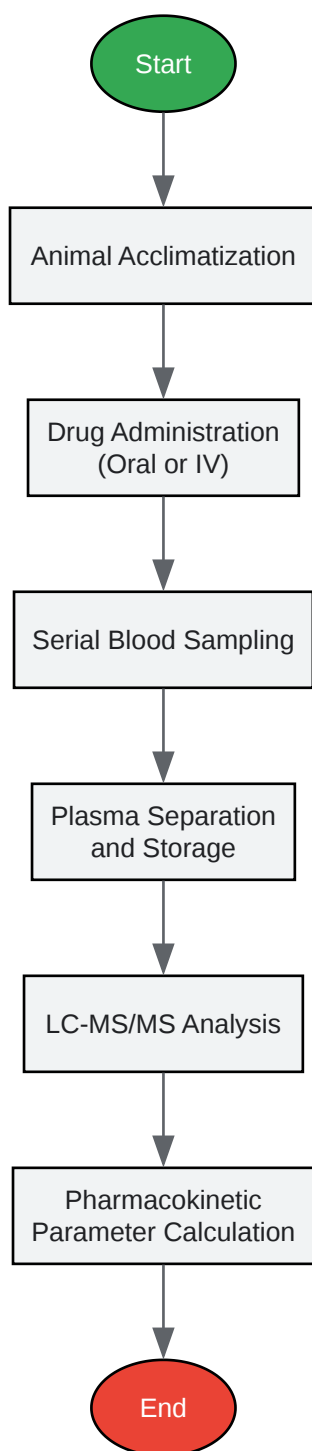 Start
Animal Acclimatization
Drug Administration
(Oral or IV)
Serial Blood Sampling
Plasma Separation
and Storage
LC-MS/MS Analysis
Pharmacokinetic
Parameter Calculation
End